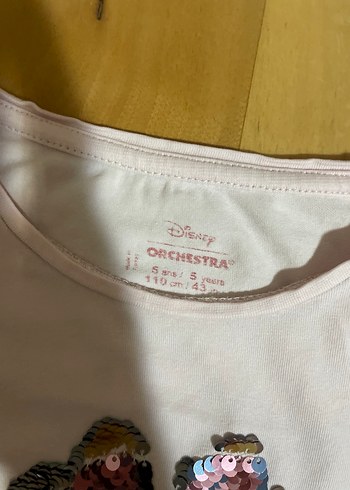 Disney
ORCHESTRA
5 ans / 5 years
110 cm / 43